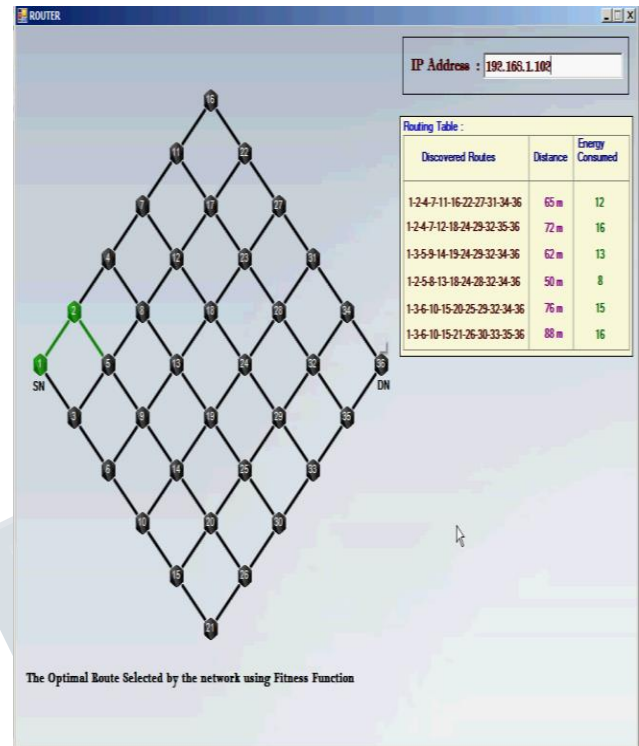 ROUTER
IP Address : 192.168.1.102
Routing Table :
Discovered Routes Distance Energy Consumed
1-2-4-7-11-16-22-27-31-34-36 65 m 12
1-2-4-7-12-18-24-29-32-35-36 72 m 16
1-3-5-9-14-19-24-29-32-34-36 62 m 13
1-2-5-8-13-18-24-28-32-34-36 50 m 8
1-3-6-10-15-20-25-29-32-34-36 76 m 15
1-3-6-10-15-21-26-30-33-35-36 88 m 16
16
11 22
7 17 27
4 12 23 31
2 8 18 28 34
1 5 13 24 32 36
SN DN
3 9 19 29 35
6 14 25 33
10 20 30
15 26
21
The Optimal Route Selected by the network using Fitness Function